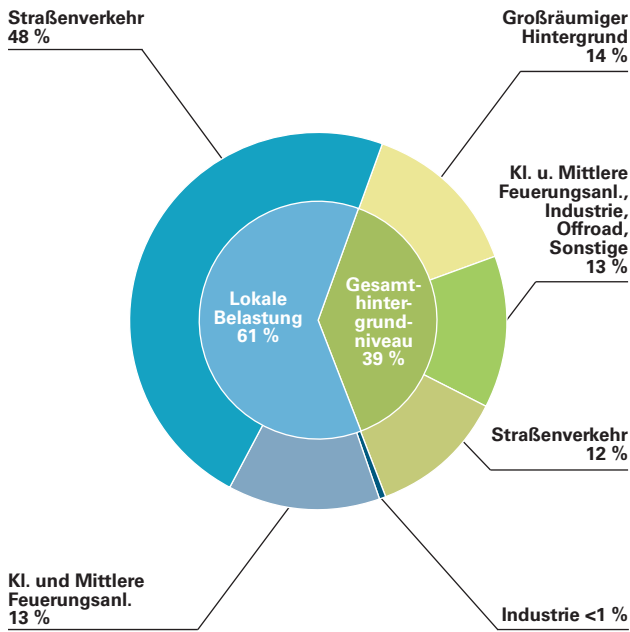 Straßenverkehr
48 %
Großräumiger
Hintergrund
14 %
Kl. u. Mittlere
Feuerungsanl.,
Industrie,
Offroad,
Sonstige
13 %
Lokale
Belastung
61 %
Gesamt-
hinter-
grund-
niveau
39 %
Straßenverkehr
12 %
Kl. und Mittlere
Feuerungsanl.
13 %
Industrie <1 %